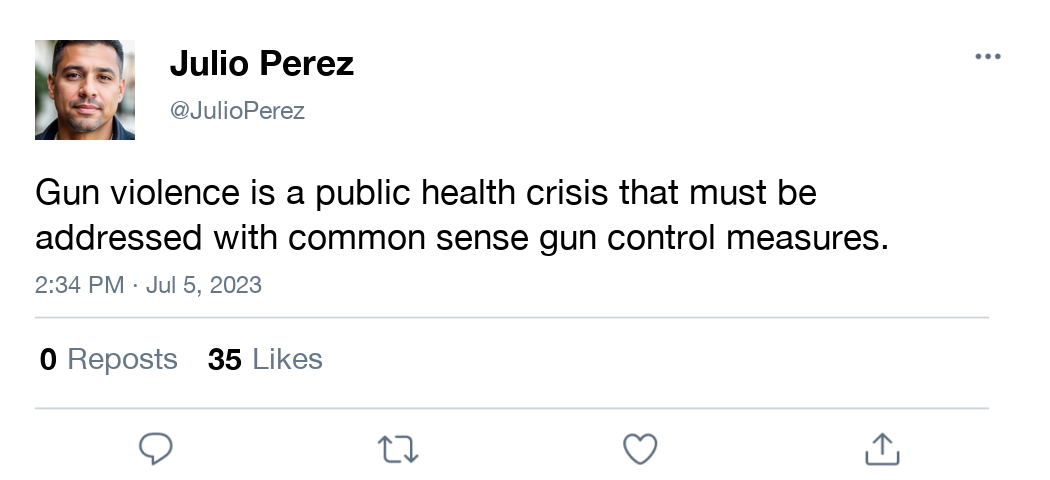 Julio Perez
@JulioPerez
Gun violence is a public health crisis that must be
addressed with common sense gun control measures.
2:34 PM · Jul 5, 2023
0 Reposts 35 Likes